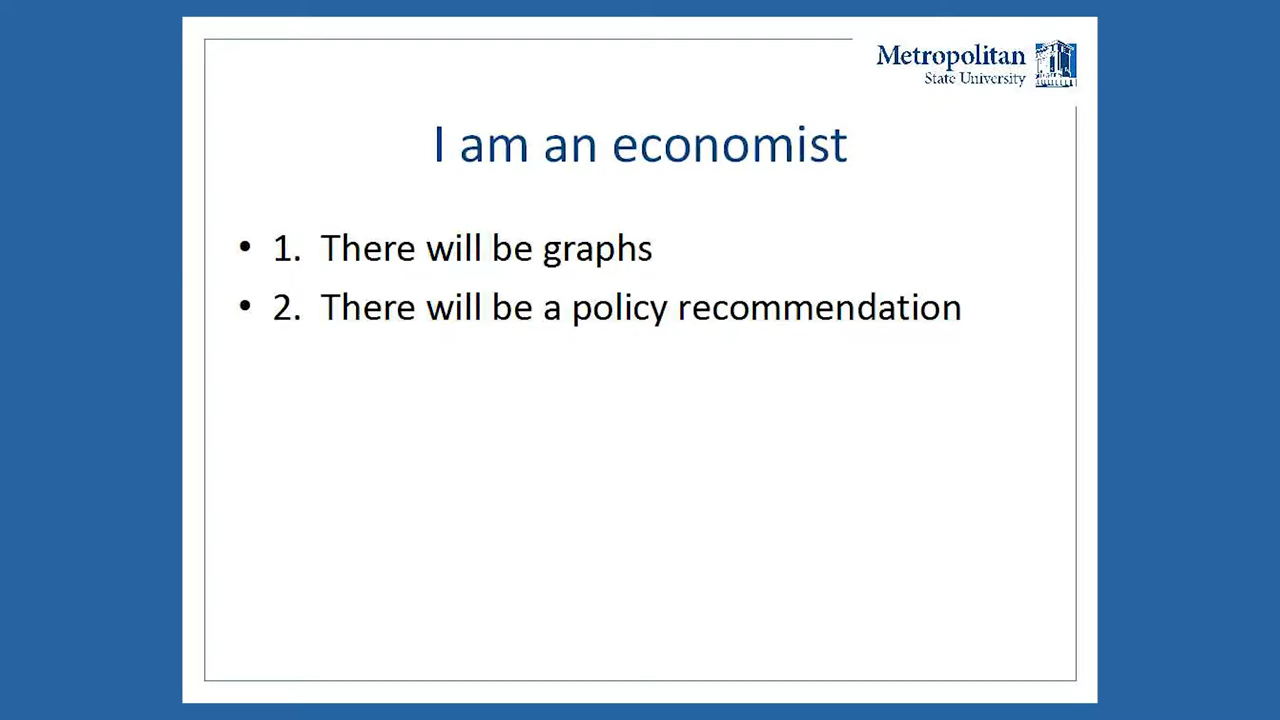 Metropolitan
State University
I am an economist
• 1. There will be graphs
• 2. There will be a policy recommendation